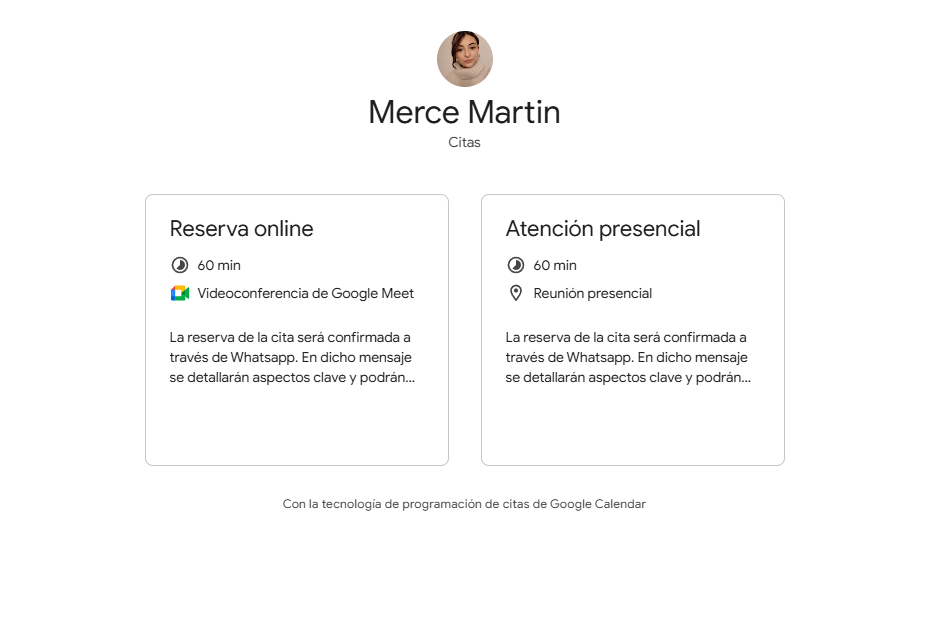 Merce Martin
Citas
Reserva online
60 min
Videoconferencia de Google Meet
La reserva de la cita será confirmada a
través de Whatsapp. En dicho mensaje
se detallarán aspectos clave y podrán...
Atención presencial
60 min
Reunión presencial
La reserva de la cita será confirmada a
través de Whatsapp. En dicho mensaje
se detallarán aspectos clave y podrán...
Con la tecnología de programación de citas de Google Calendar